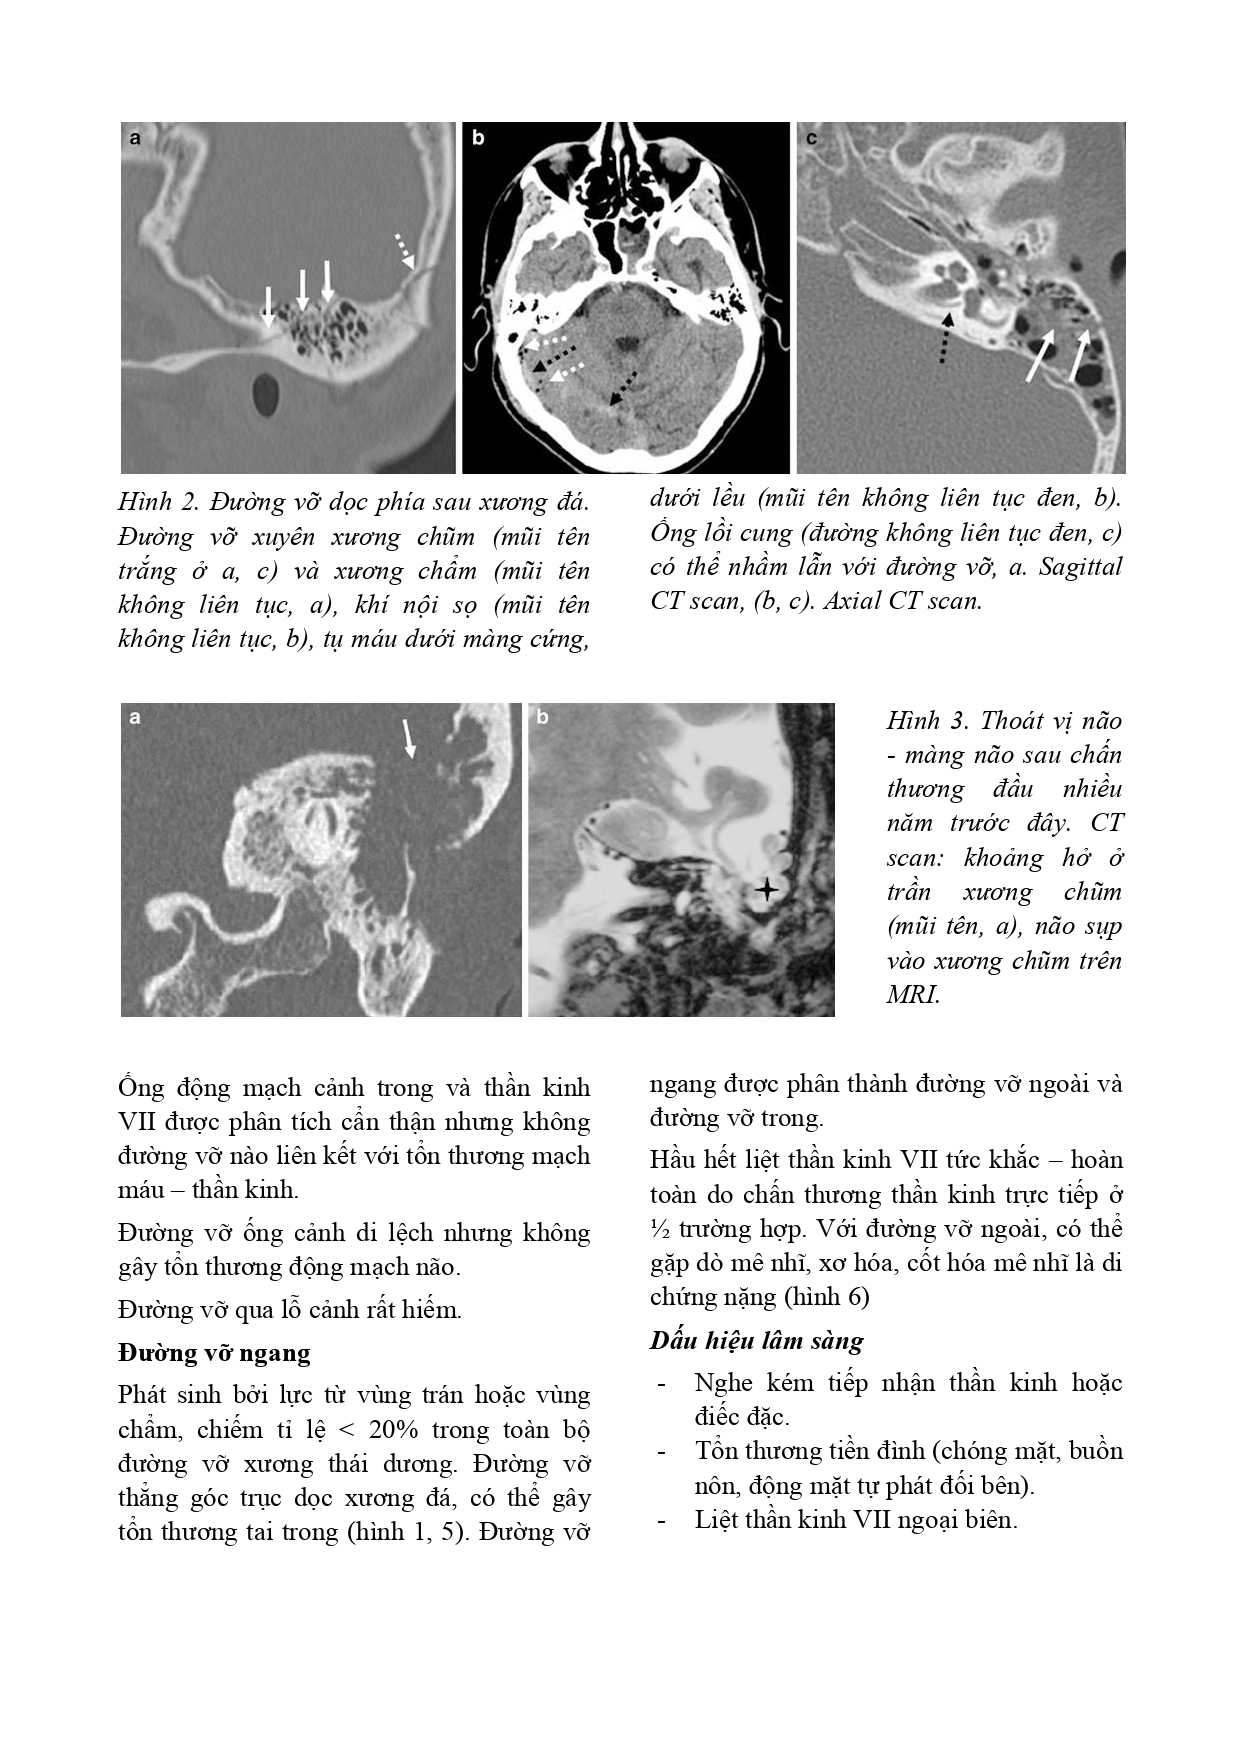 a
b
c
Hình 2. Đường vỡ dọc phía sau xương đá.
Đường vỡ xuyên xương chũm (mũi tên
trắng ở a, c) và xương chẩm (mũi tên
không liên tục, a), khí nội sọ (mũi tên
không liên tục, b), tụ máu dưới màng cứng,
dưới lều (mũi tên không liên tục đen, b).
Ống lồi cung (đường không liên tục đen, c)
có thể nhầm lẫn với đường vỡ, a. Sagittal
CT scan, (b, c). Axial CT scan.
a
b
Hình 3. Thoát vị não
- màng não sau chấn
thương đầu nhiều
năm trước đây. CT
scan: khoảng hở ở
trần xương chũm
(mũi tên, a), não sụp
vào xương chũm trên
MRI.
Ống động mạch cảnh trong và thần kinh
VII được phân tích cẩn thận nhưng không
đường vỡ nào liên kết với tổn thương mạch
máu – thần kinh.
Đường vỡ ống cảnh di lệch nhưng không
gây tổn thương động mạch não.
Đường vỡ qua lỗ cảnh rất hiếm.
Đường vỡ ngang
Phát sinh bởi lực từ vùng trán hoặc vùng
chẩm, chiếm tỉ lệ < 20% trong toàn bộ
đường vỡ xương thái dương. Đường vỡ
thẳng góc trục dọc xương đá, có thể gây
tổn thương tai trong (hình 1, 5). Đường vỡ
ngang được phân thành đường vỡ ngoài và
đường vỡ trong.
Hầu hết liệt thần kinh VII tức khắc – hoàn
toàn do chấn thương thần kinh trực tiếp ở
½ trường hợp. Với đường vỡ ngoài, có thể
gặp dò mê nhĩ, xơ hóa, cốt hóa mê nhĩ là di
chứng nặng (hình 6)
Dấu hiệu lâm sàng
- Nghe kém tiếp nhận thần kinh hoặc
điếc đặc.
- Tổn thương tiền đình (chóng mặt, buồn
nôn, động mặt tự phát đối bên).
- Liệt thần kinh VII ngoại biên.